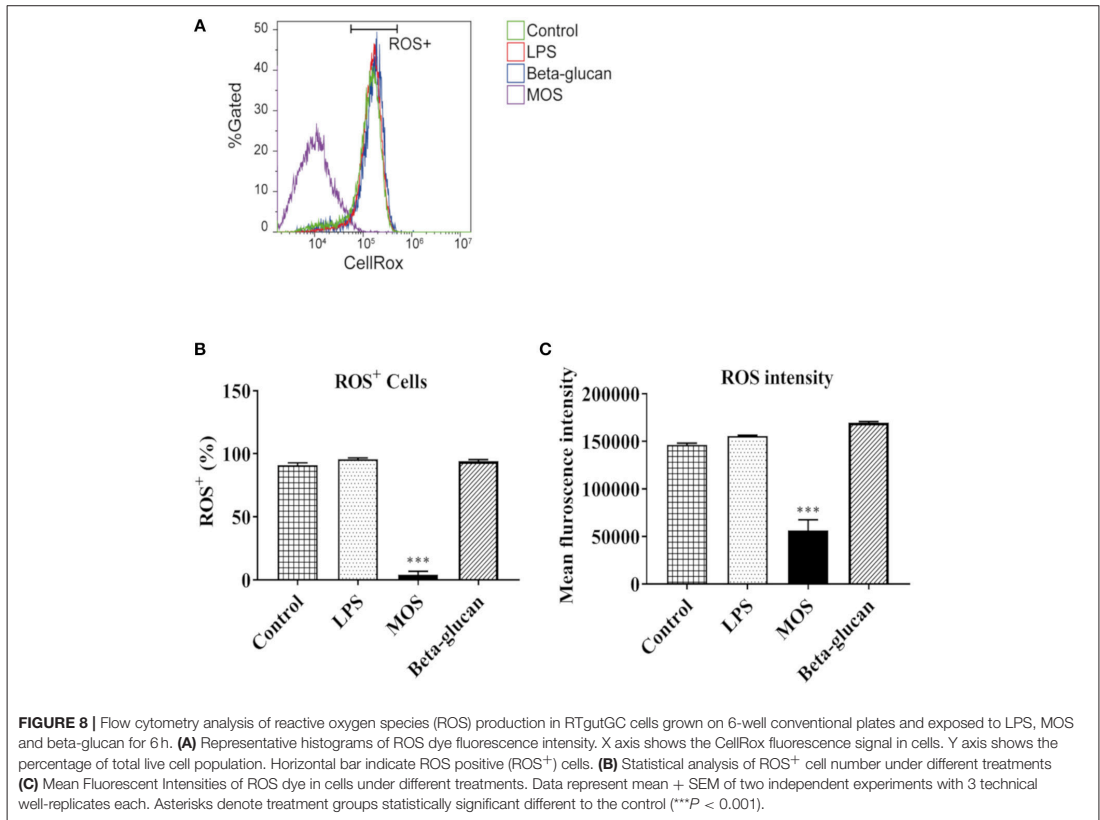 A
50
40
30
20
10
0
%Gated
ROS+
10⁴
10⁵
10⁶
10⁷
CellRox
Control
LPS
Beta-glucan
MOS
B
ROS⁺ Cells
150
100
50
0
ROS⁺ (%)
***
Control
LPS
MOS
Beta-glucan
C
ROS intensity
200000
150000
100000
50000
0
Mean fluroscence intensity
***
Control
LPS
MOS
Beta-glucan
FIGURE 8 | Flow cytometry analysis of reactive oxygen species (ROS) production in RTgutGC cells grown on 6-well conventional plates and exposed to LPS, MOS
and beta-glucan for 6 h. (A) Representative histograms of ROS dye fluorescence intensity. X axis shows the CellRox fluorescence signal in cells. Y axis shows the
percentage of total live cell population. Horizontal bar indicate ROS positive (ROS⁺) cells. (B) Statistical analysis of ROS⁺ cell number under different treatments
(C) Mean Fluorescent Intensities of ROS dye in cells under different treatments. Data represent mean + SEM of two independent experiments with 3 technical
well-replicates each. Asterisks denote treatment groups statistically significant different to the control (***P < 0.001).